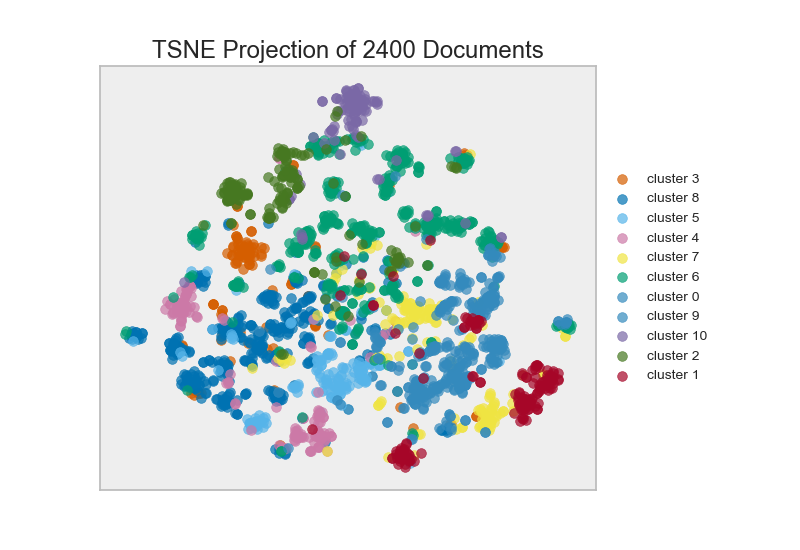 TSNE Projection of 2400 Documents
cluster 3
cluster 8
cluster 5
cluster 4
cluster 7
cluster 6
cluster 0
cluster 9
cluster 10
cluster 2
cluster 1